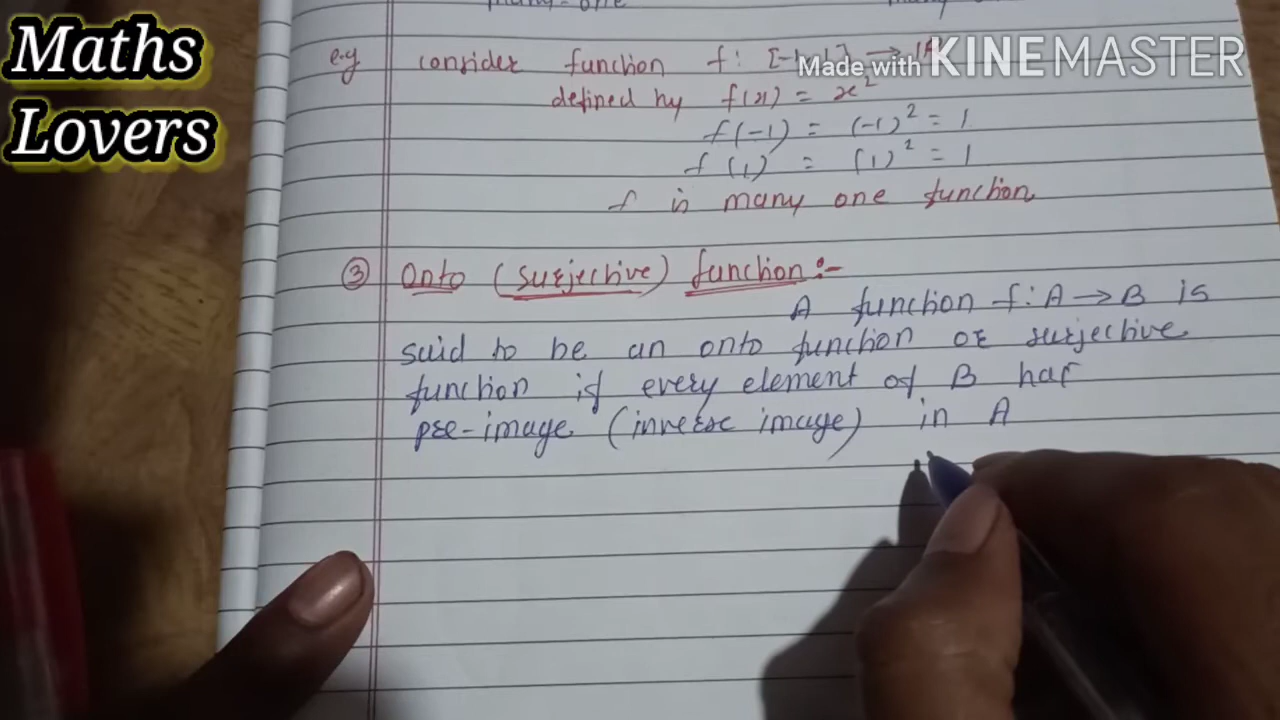 Maths
Lovers
Made with KINEMASTER
many-one
e.g consider function f:
defined by f(x) = x²
f(-1) = (-1)² = 1
f(1) = (1)² = 1
f is many one function
③ Onto (surjective) function :-
A function f: A → B is
said to be an onto function or surjective
function if every element of B has
pre-image (inverse image) in A